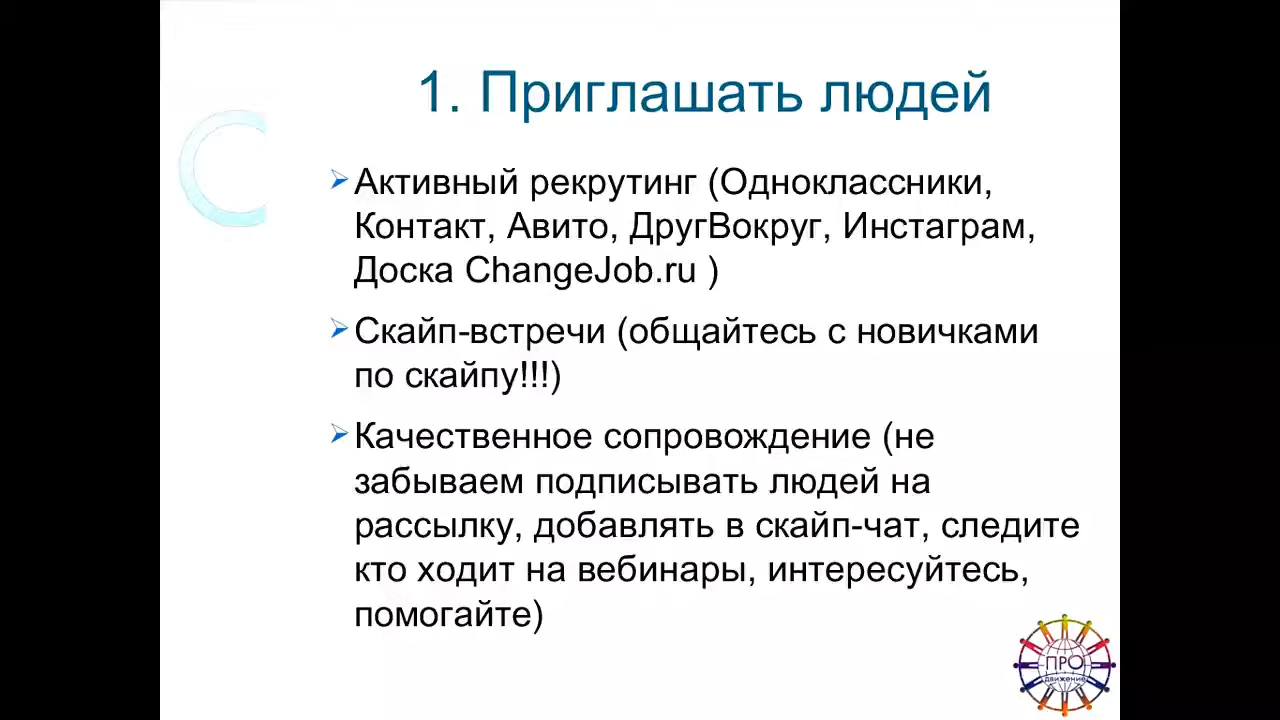 1. Приглашать людей
Активный рекрутинг (Одноклассники,
Контакт, Авито, ДругВокруг, Инстаграм,
Доска ChangeJob.ru )
Скайп-встречи (общайтесь с новичками
по скайпу!!!)
Качественное сопровождение (не
забываем подписывать людей на
рассылку, добавлять в скайп-чат, следите
кто ходит на вебинары, интересуйтесь,
помогайте)
ПРО
движение